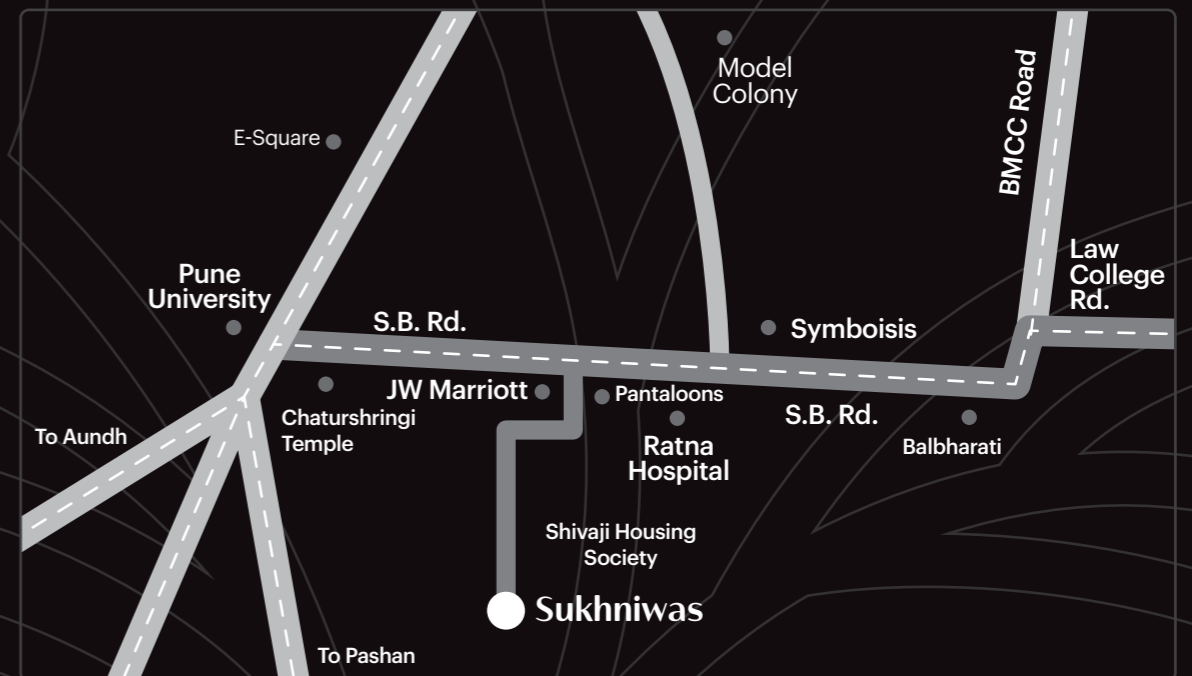 Model
Colony
BMCC Road
E-Square
Law
College
Rd.
Pune
University
S.B. Rd.
Symboisis
JW Marriott
Pantaloons
Chaturshringi
Temple
S.B. Rd.
To Aundh
Ratna
Hospital
Balbharati
Shivaji Housing
Society
Sukhniwas
To Pashan